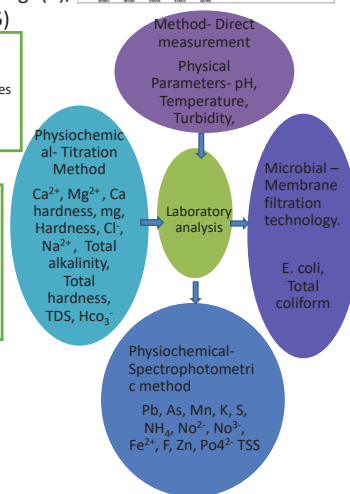 Method- Direct
measurement
Physical
Parameters- pH,
Temperature,
Turbidity,
es
Physiochemic
al- Titration
Method
Ca²⁺, Mg²⁺, Ca
hardness, mg,
Hardness, Cl⁻,
Na²⁺, Total
alkalinity,
Total
hardness,
TDS, Hco₃⁻
Laboratory
analysis
Microbial –
Membrane
filtration
technology.
E. coli,
Total
coliform
Physiochemical-
Spectrophotometri
c method
Pb, As, Mn, K, S,
NH₄, No²⁻, No³⁻,
Fe²⁺, F, Zn, Po4²⁻ TSS